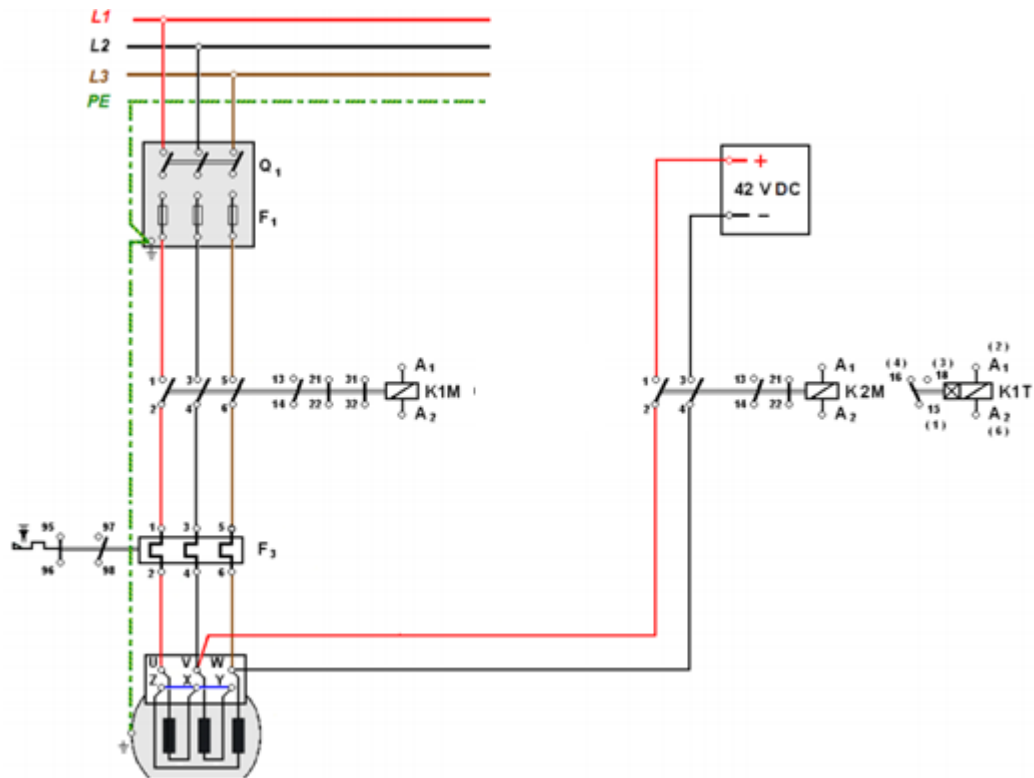 L1
L2
L3
PE
Q1
F1
+
42 V DC
−
1 3 5 13 21 31 A1
K1M
2 4 6 14 22 32 A2
1 3 13 21 A1
K2M
2 4 14 22 A2
(4) (3) (2)
16 18 A1
K1T
15 A2
(1) (6)
95 97 1 3 5
F3
96 98 2 4 6
U V W
Z X Y